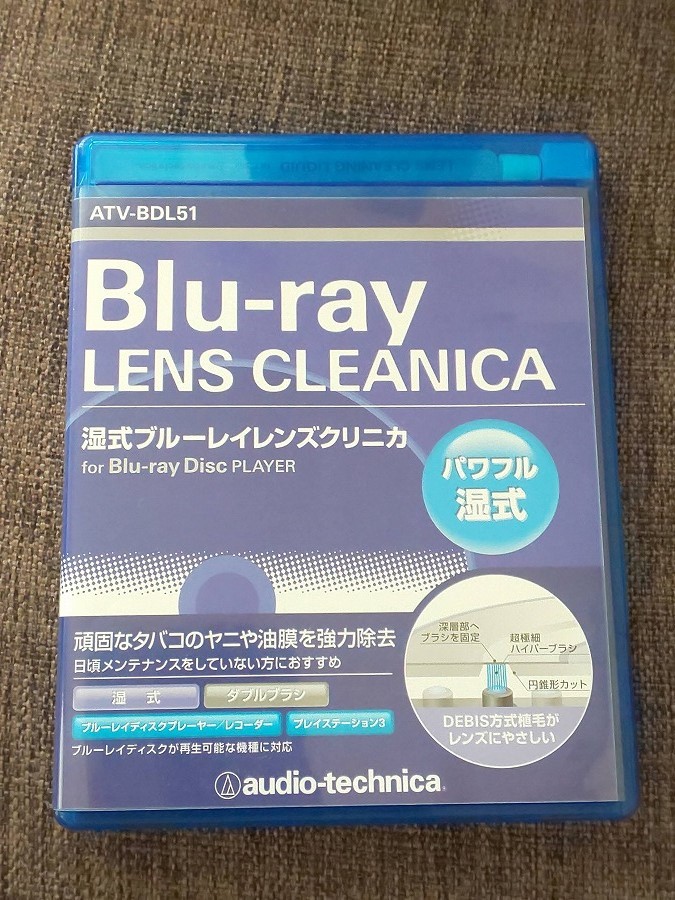 LENS CLEANING LIQUID
ATV-BDL51
Blu-ray
LENS CLEANICA
湿式ブルーレイレンズクリニカ
for Blu-ray Disc PLAYER
パワフル
湿式
深層部へ
ブラシを固定
超極細
ハイパーブラシ
円錐形カット
DEBIS方式植毛が
レンズにやさしい
頑固なタバコのヤニや油膜を強力除去
日頃メンテナンスをしていない方におすすめ
湿 式
ダブルブラシ
ブルーレイディスクプレーヤー/レコーダー
プレイステーション3
ブルーレイディスクが再生可能な機種に対応
audio-technica